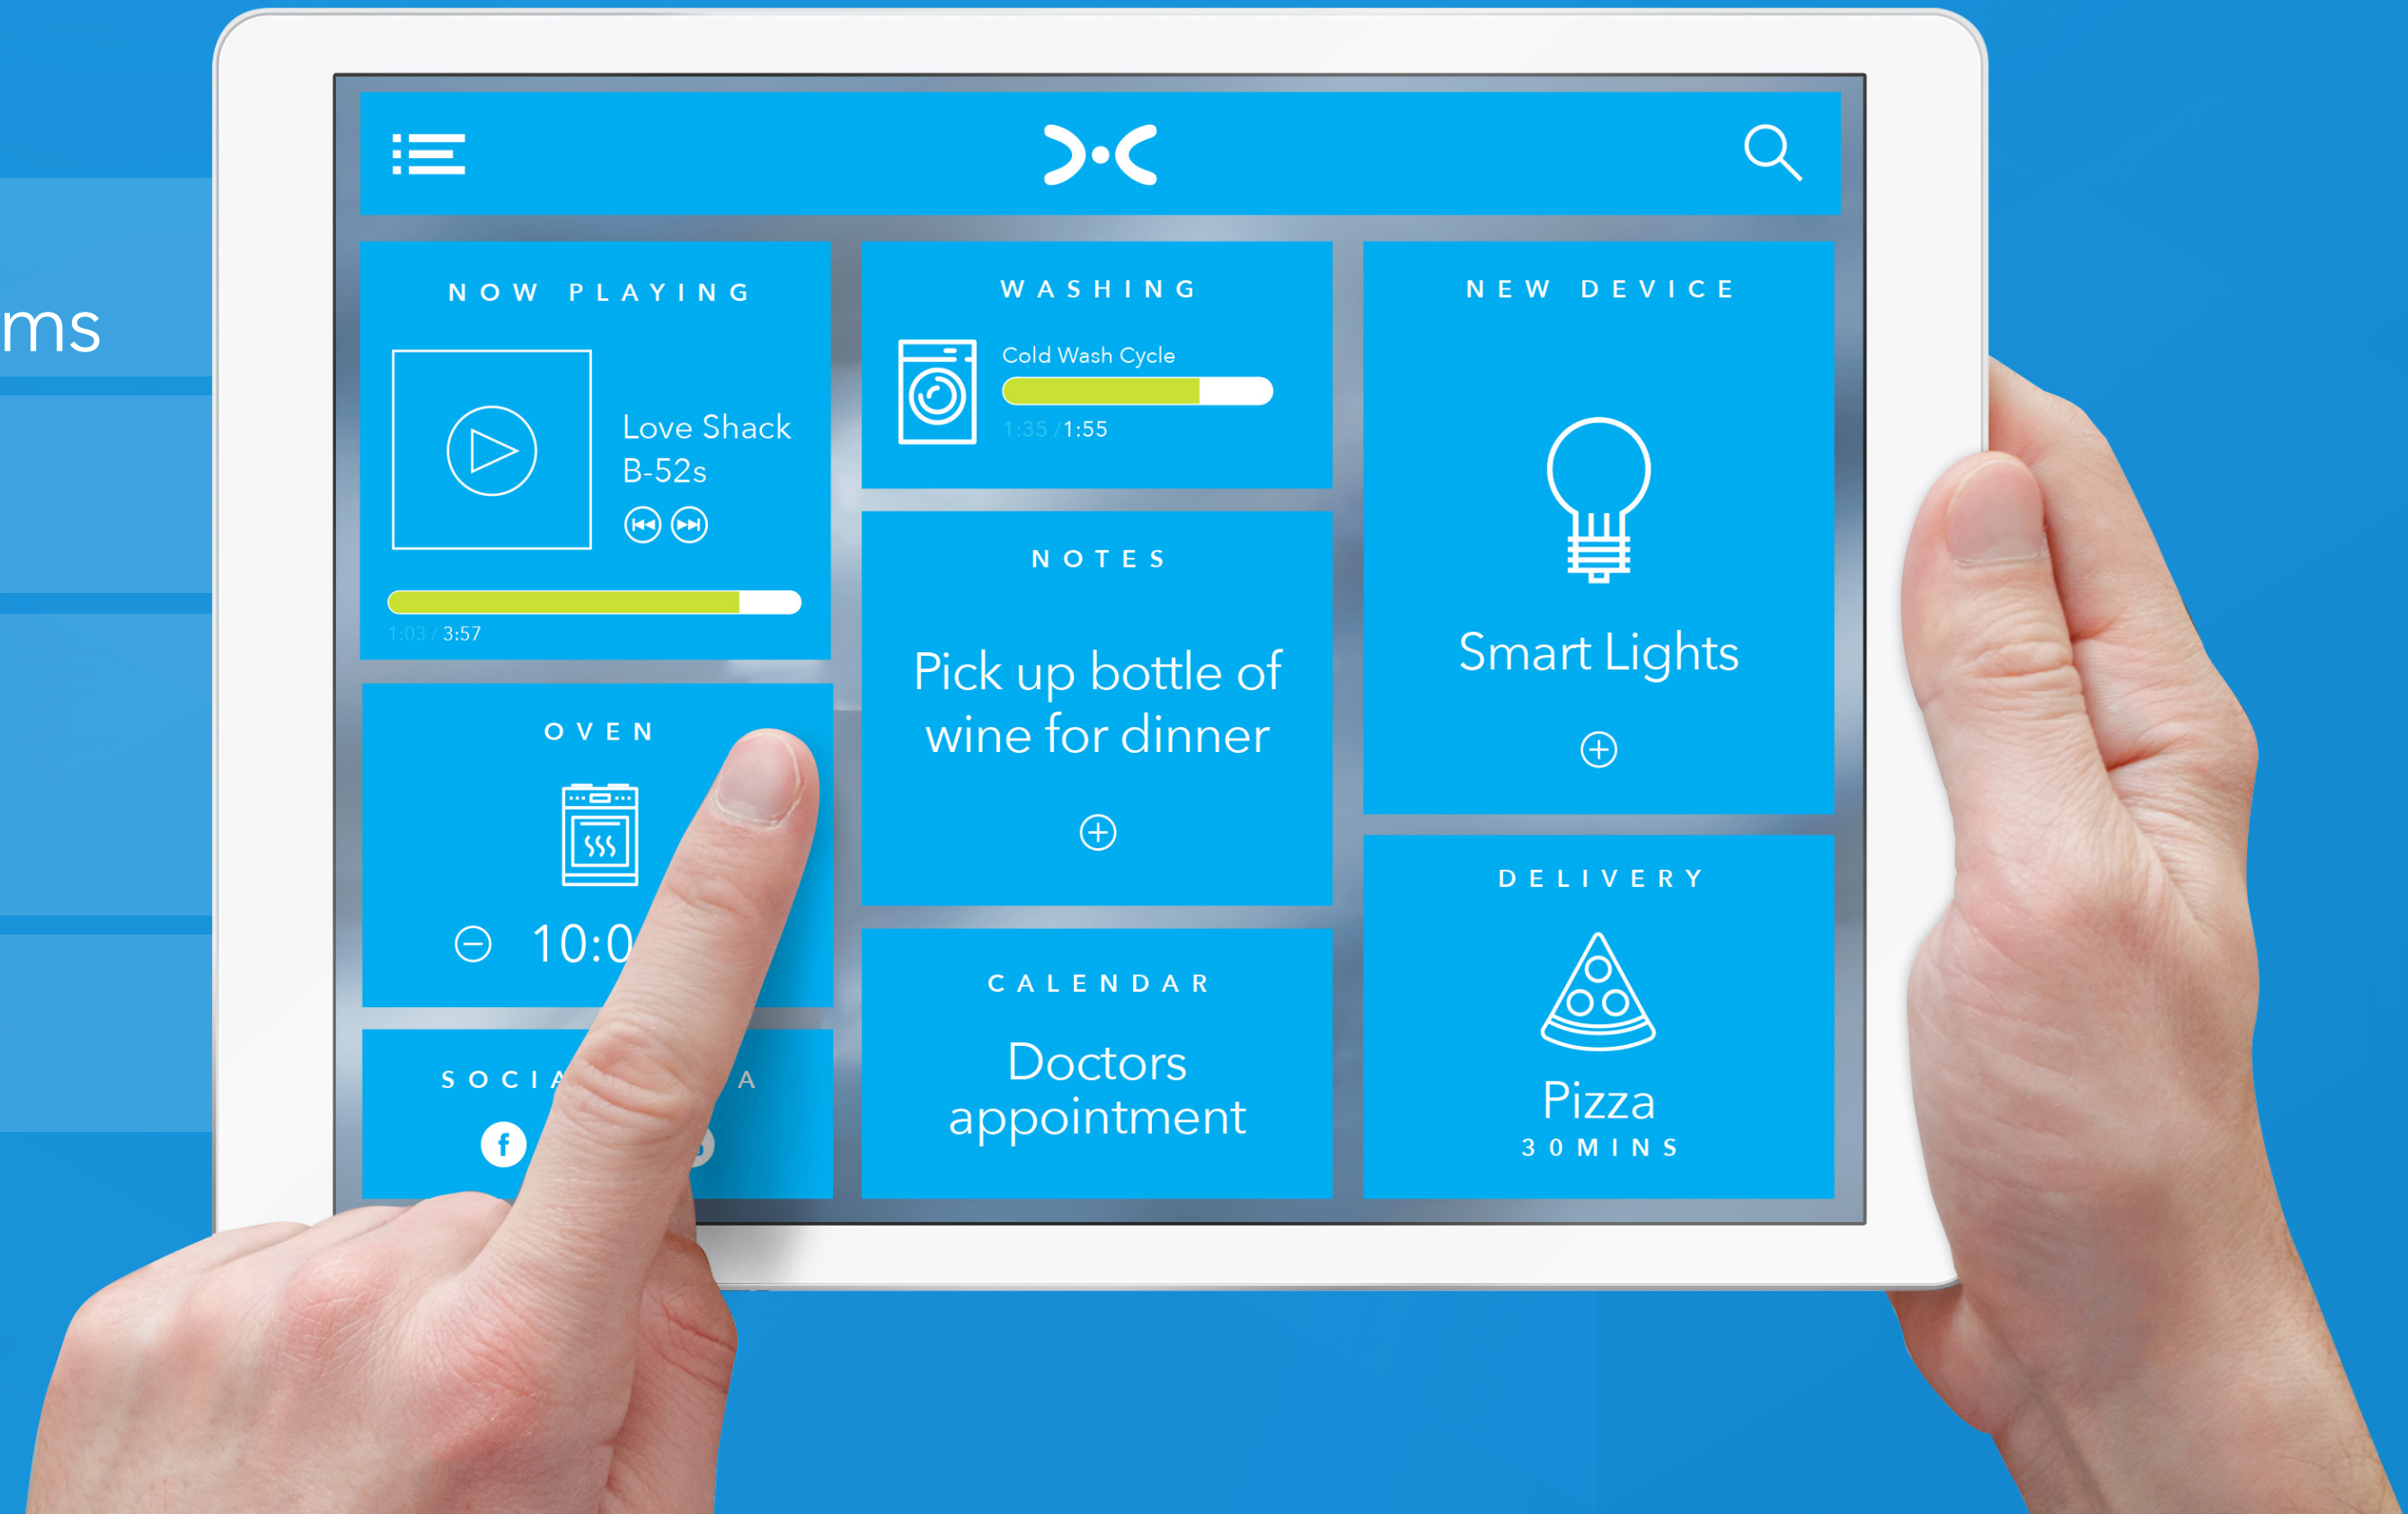 ms
NOW PLAYING
Love Shack
B-52s
1:03 / 3:57
OVEN
10:0
SOCIA A
f
WASHING
Cold Wash Cycle
1:35 /1:55
NOTES
Pick up bottle of
wine for dinner
CALENDAR
Doctors
appointment
NEW DEVICE
Smart Lights
DELIVERY
Pizza
30MINS